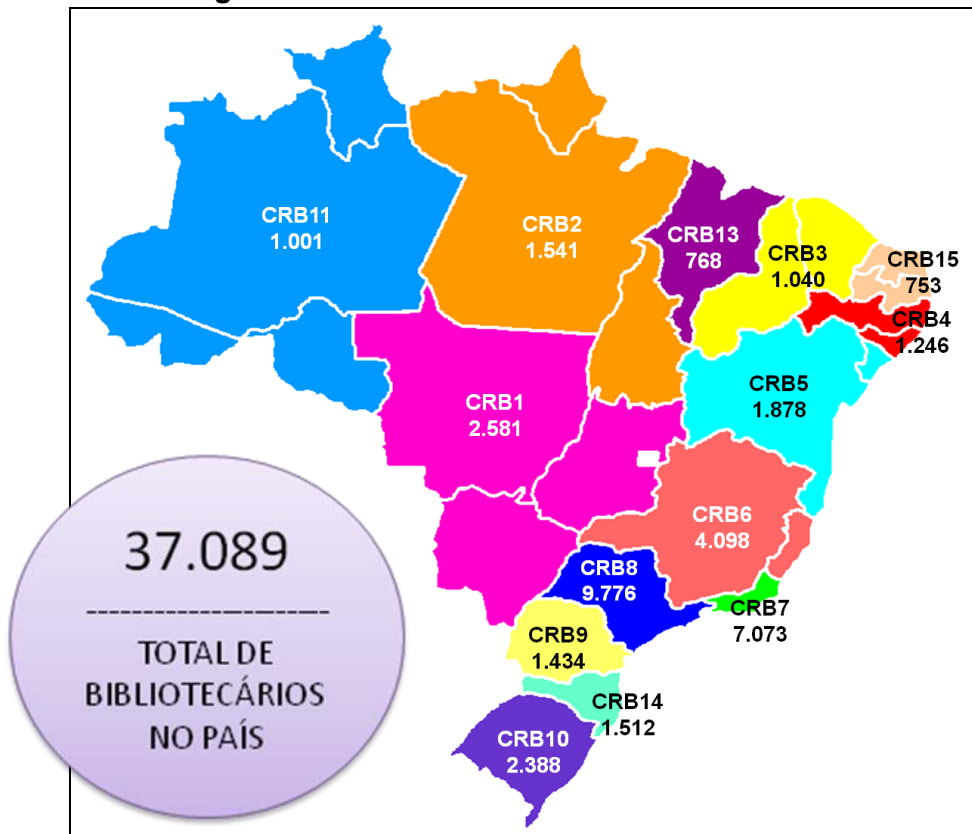 CRB11
1.001
CRB2
1.541
CRB13
768
CRB3
1.040
CRB15
753
CRB4
1.246
CRB5
1.878
CRB1
2.581
CRB6
4.098
CRB8
9.776
CRB7
7.073
CRB9
1.434
CRB14
1.512
CRB10
2.388
37.089
TOTAL DE
BIBLIOTECÁRIOS
NO PAÍS